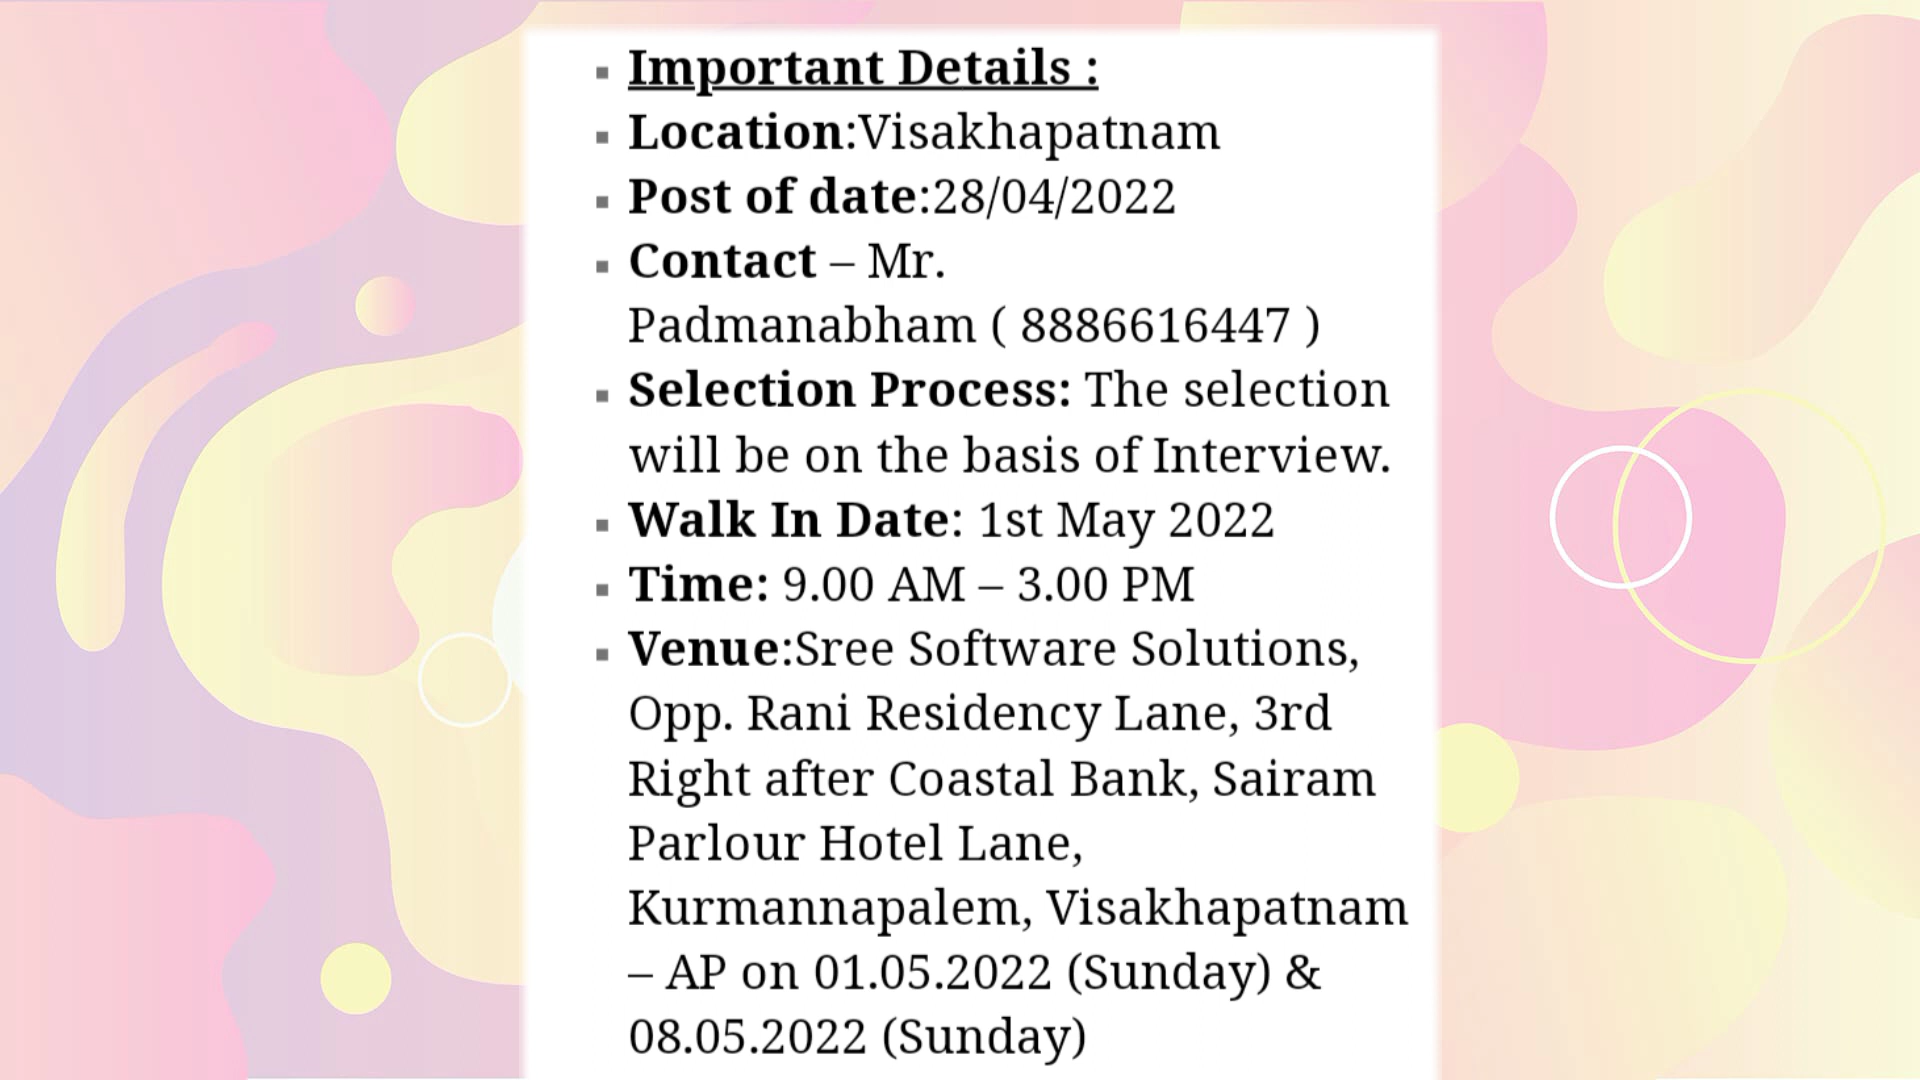 Important Details :
Location:Visakhapatnam
Post of date:28/04/2022
Contact – Mr.
Padmanabham ( 8886616447 )
Selection Process: The selection
will be on the basis of Interview.
Walk In Date: 1st May 2022
Time: 9.00 AM – 3.00 PM
Venue:Sree Software Solutions,
Opp. Rani Residency Lane, 3rd
Right after Coastal Bank, Sairam
Parlour Hotel Lane,
Kurmannapalem, Visakhapatnam
– AP on 01.05.2022 (Sunday) &
08.05.2022 (Sunday)